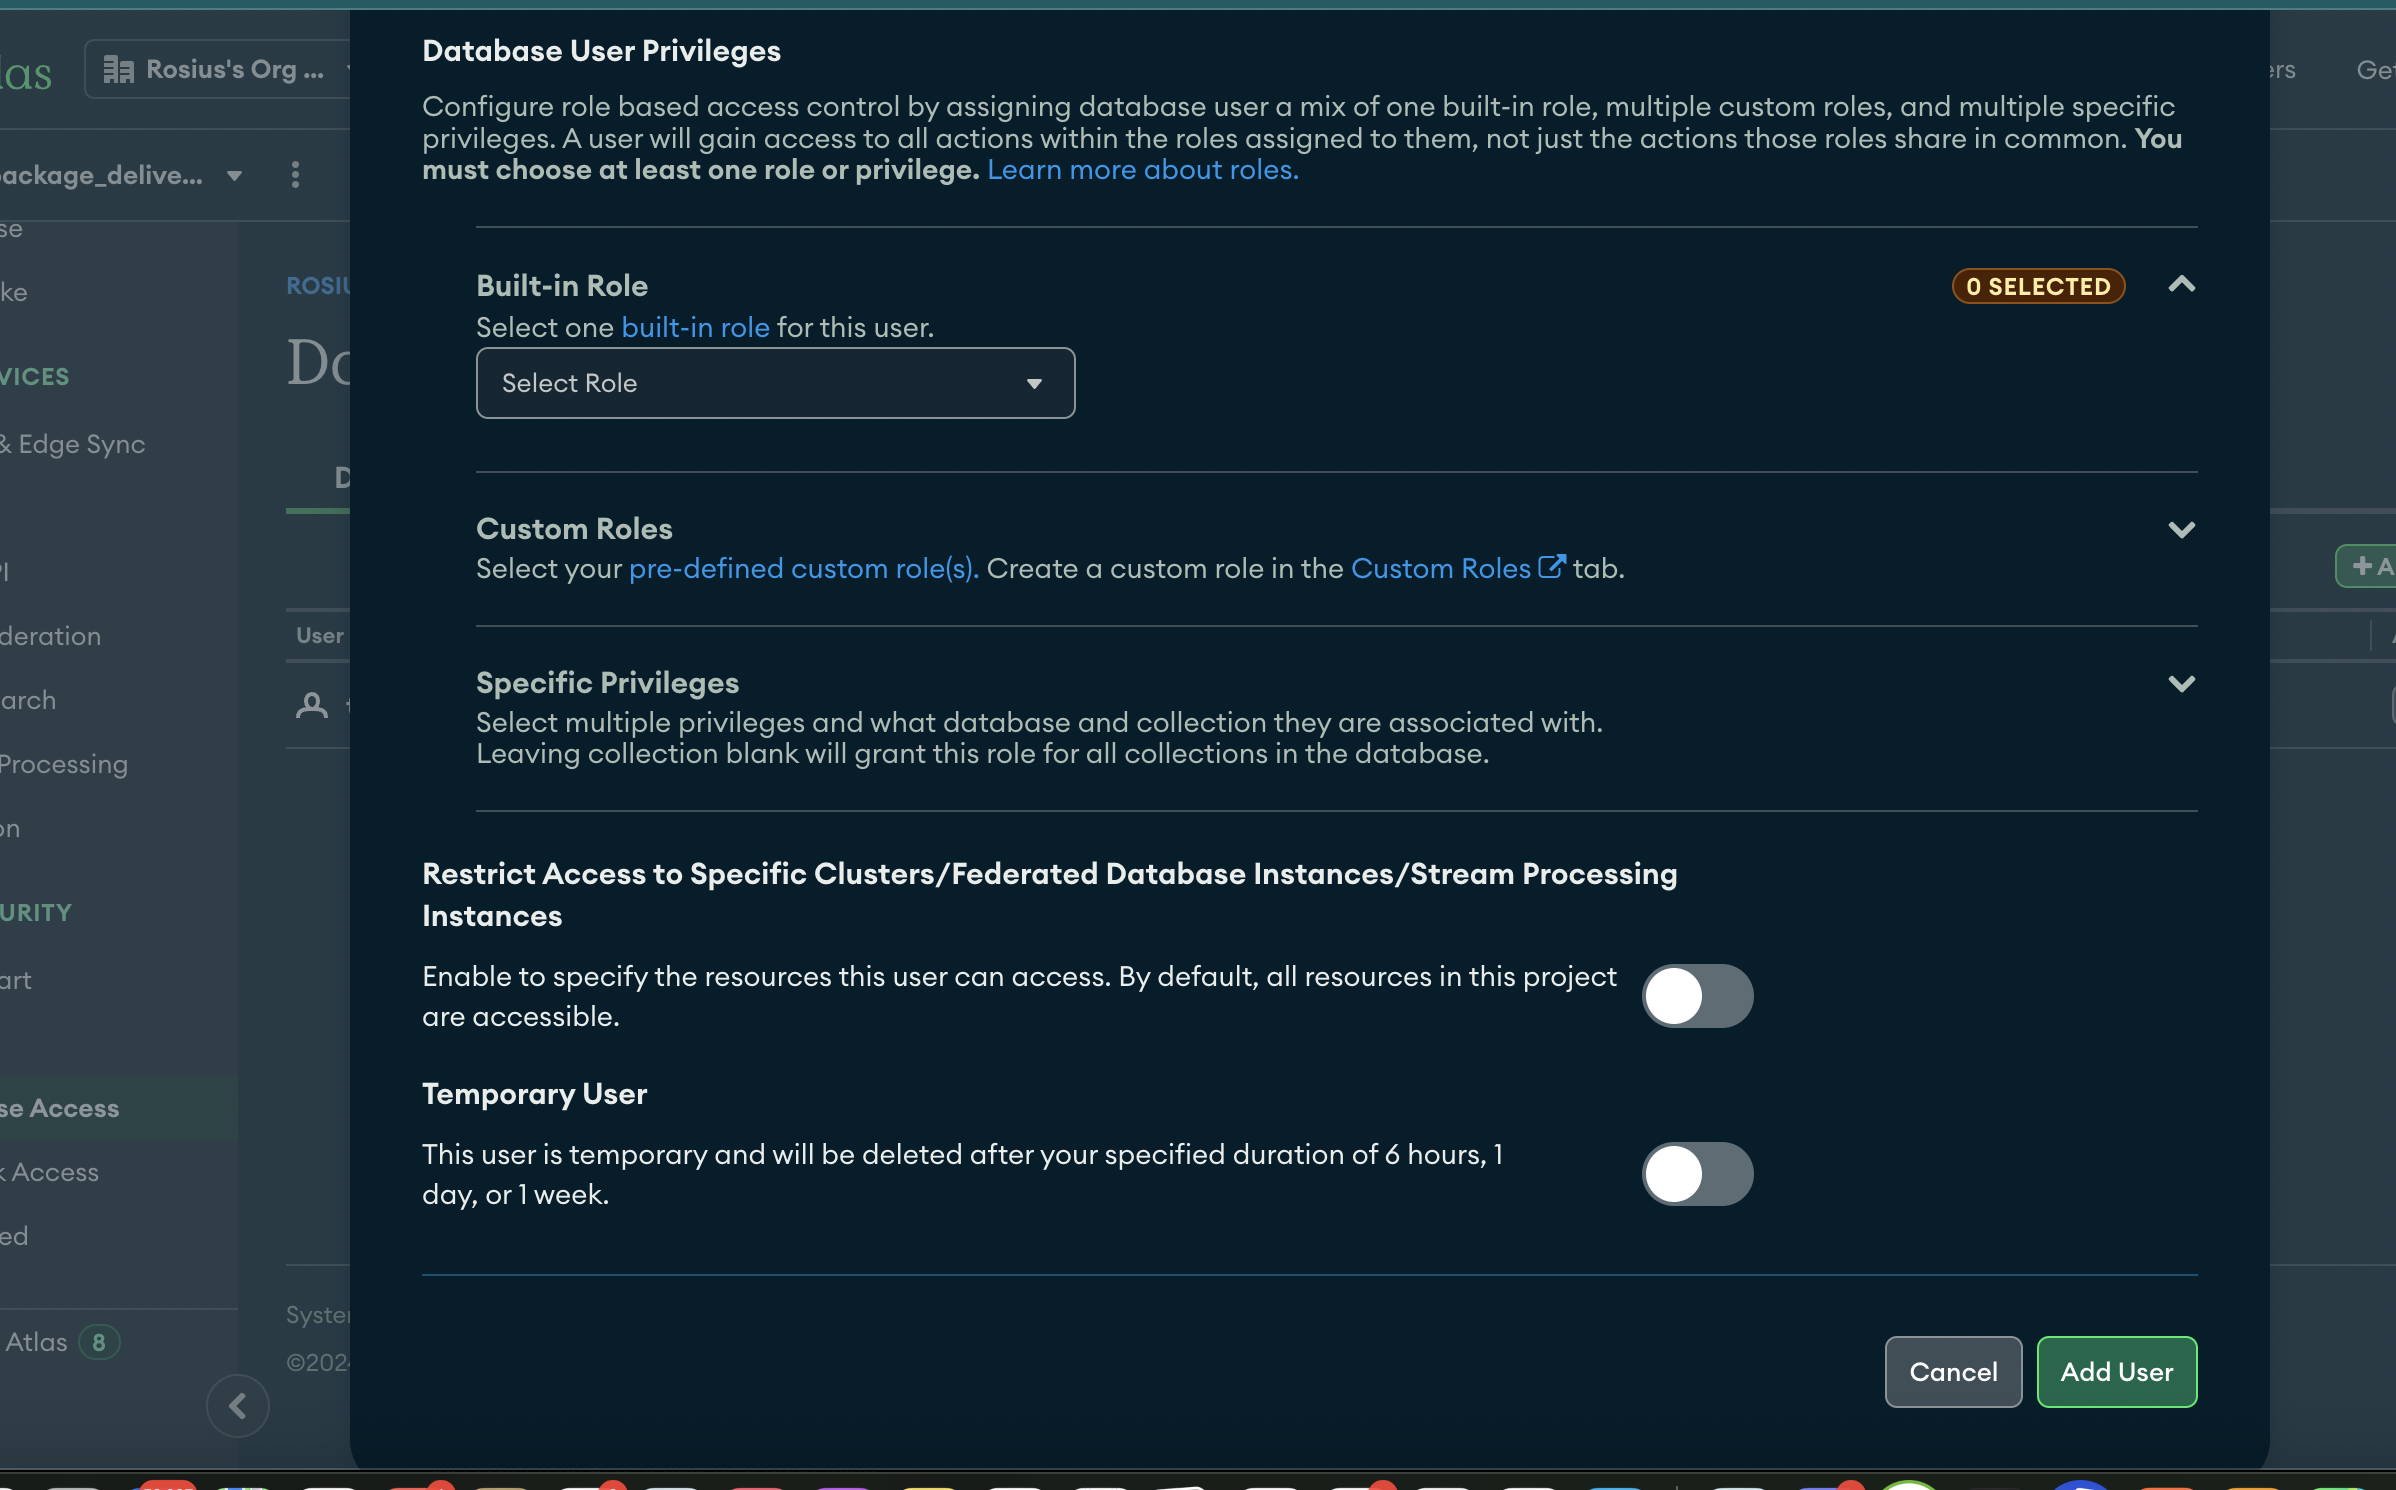 Database User Privileges
Configure role based access control by assigning database user a mix of one built-in role, multiple custom roles, and multiple specific
privileges. A user will gain access to all actions within the roles assigned to them, not just the actions those roles share in common. You
must choose at least one role or privilege. Learn more about roles.
Built-in Role
0 SELECTED
Select one built-in role for this user.
Select Role
Custom Roles
Select your pre-defined custom role(s). Create a custom role in the Custom Roles tab.
Specific Privileges
Select multiple privileges and what database and collection they are associated with.
Leaving collection blank will grant this role for all collections in the database.
Restrict Access to Specific Clusters/Federated Database Instances/Stream Processing
Instances
Enable to specify the resources this user can access. By default, all resources in this project
are accessible.
Temporary User
This user is temporary and will be deleted after your specified duration of 6 hours, 1
day, or 1 week.
Cancel
Add User
las
Rosius's Org ...
ackage_delive...
se
ke
VICES
& Edge Sync
deration
arch
Processing
on
URITY
art
se Access
Access
ed
Atlas 8
ROSIU
Do
User
Syste
©202
ers
Get
+ A